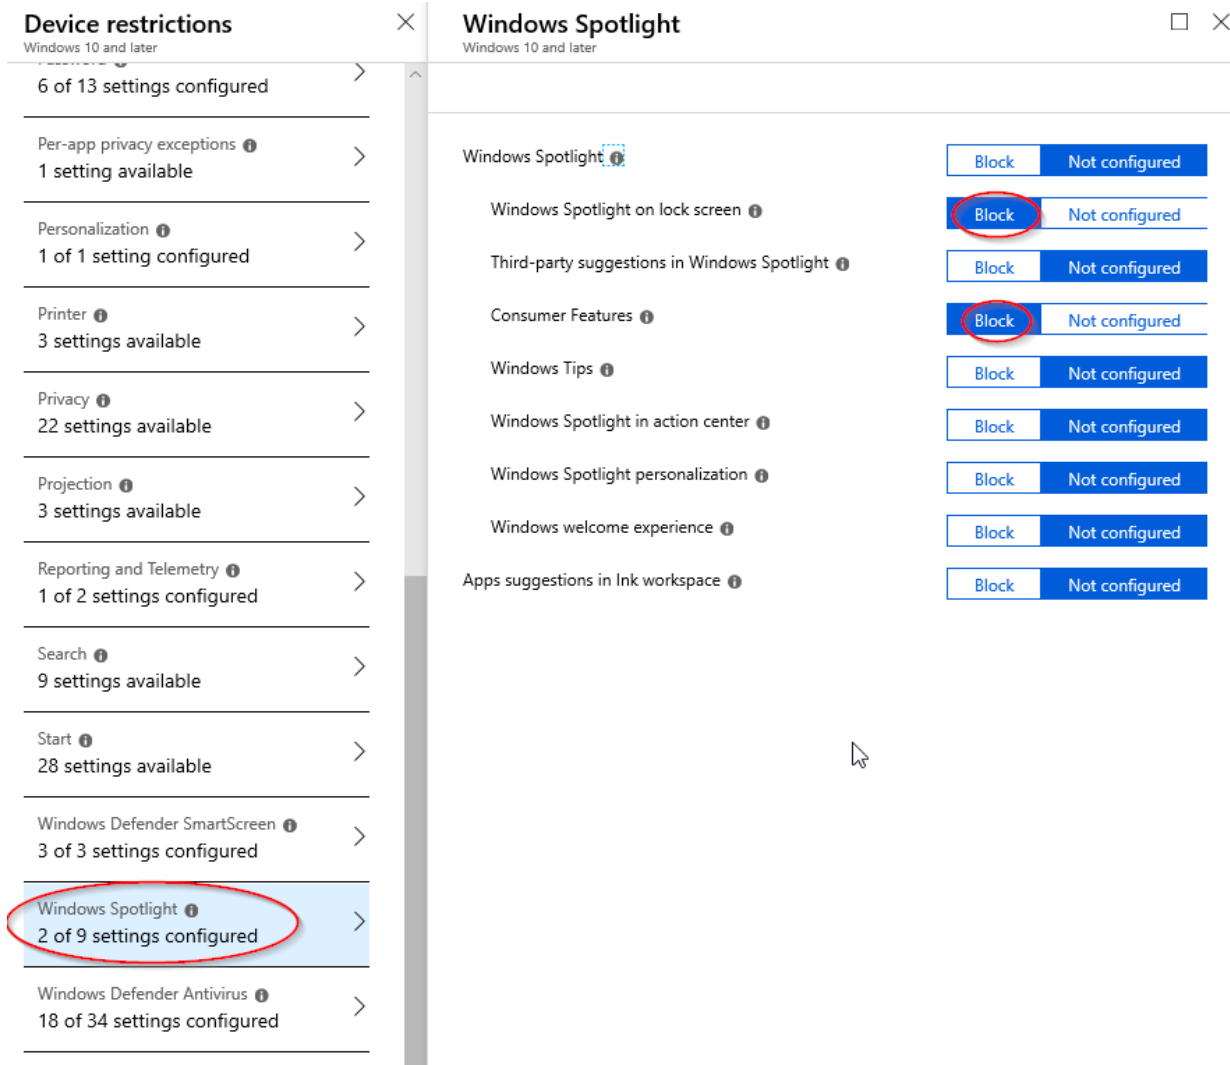 Device restrictions
Windows 10 and later
6 of 13 settings configured
Per-app privacy exceptions
1 setting available
Personalization
1 of 1 setting configured
Printer
3 settings available
Privacy
22 settings available
Projection
3 settings available
Reporting and Telemetry
1 of 2 settings configured
Search
9 settings available
Start
28 settings available
Windows Defender SmartScreen
3 of 3 settings configured
Windows Spotlight
2 of 9 settings configured
Windows Defender Antivirus
18 of 34 settings configured
Windows Spotlight
Windows 10 and later
Windows Spotlight Block Not configured
Windows Spotlight on lock screen Block Not configured
Third-party suggestions in Windows Spotlight Block Not configured
Consumer Features Block Not configured
Windows Tips Block Not configured
Windows Spotlight in action center Block Not configured
Windows Spotlight personalization Block Not configured
Windows welcome experience Block Not configured
Apps suggestions in Ink workspace Block Not configured